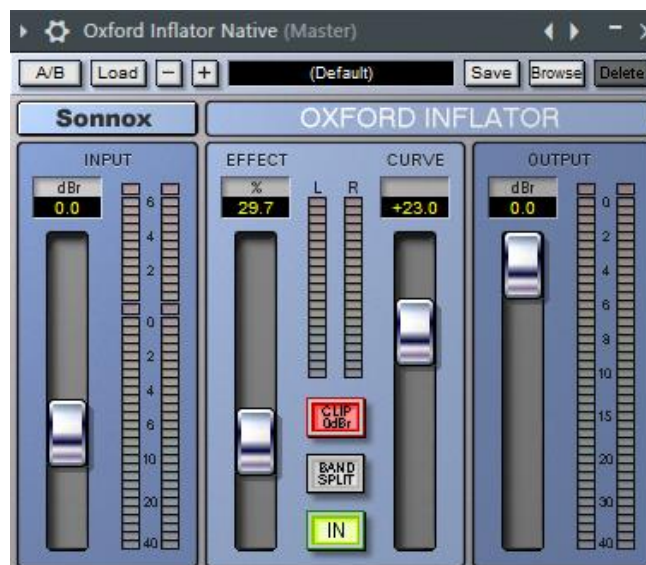 Oxford Inflator Native (Master)
A/B Load − + (Default) Save Browse Delete
Sonnox OXFORD INFLATOR
INPUT EFFECT CURVE OUTPUT
dBr % L R dBr
0.0 29.7 +23.0 0.0
6 0
4 2
2 4
0 6
2 8
4 10
6 15
10 20
20 30
40 40
CLIP
0dBr
BAND
SPLIT
IN